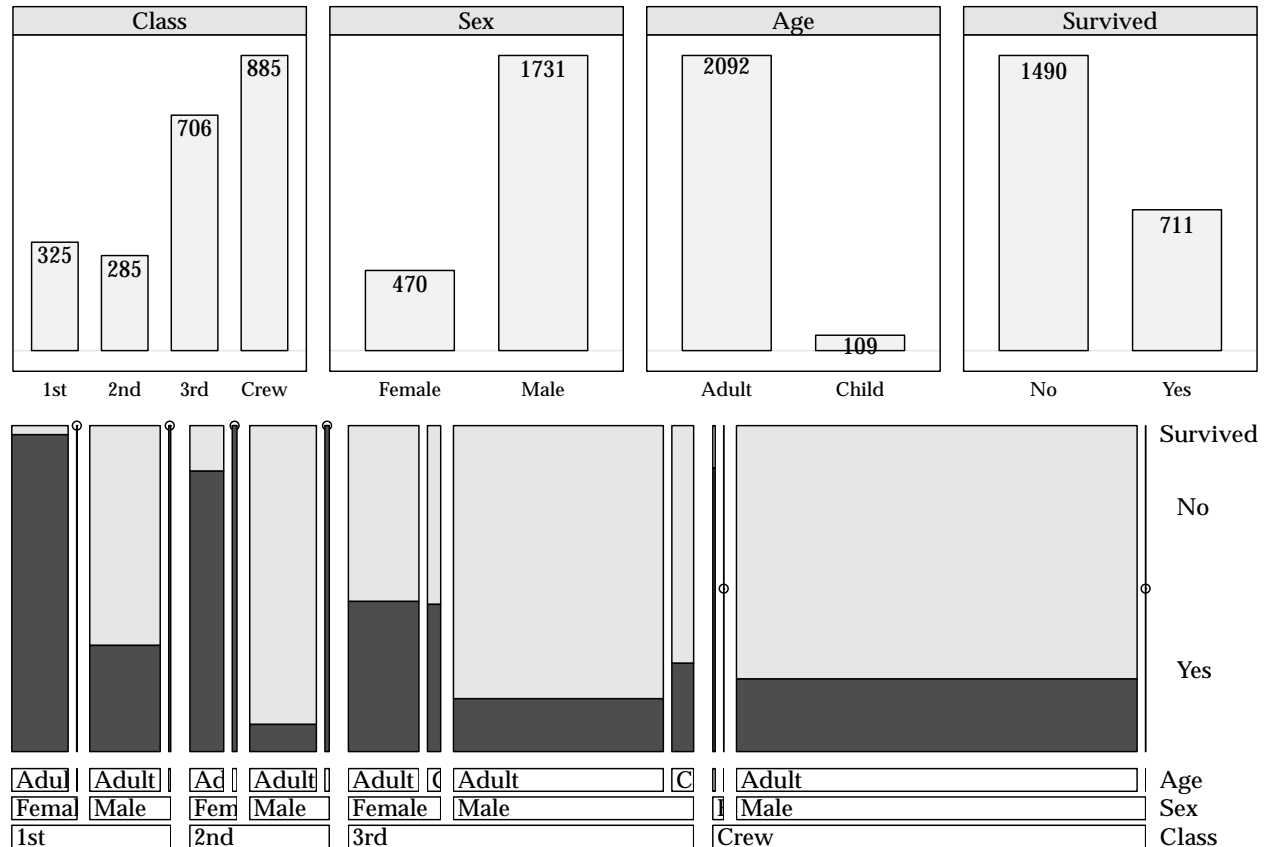 Class Sex Age Survived
885 1731 2092 1490
706
325 285 470 109 711
1st 2nd 3rd Crew Female Male Adult Child No Yes
Survived
No
Yes
Adul Adult Ad Adult Adult C Adult C Adult Age
Femal Male Fem Male Female Male Male Sex
1st 2nd 3rd Crew Class